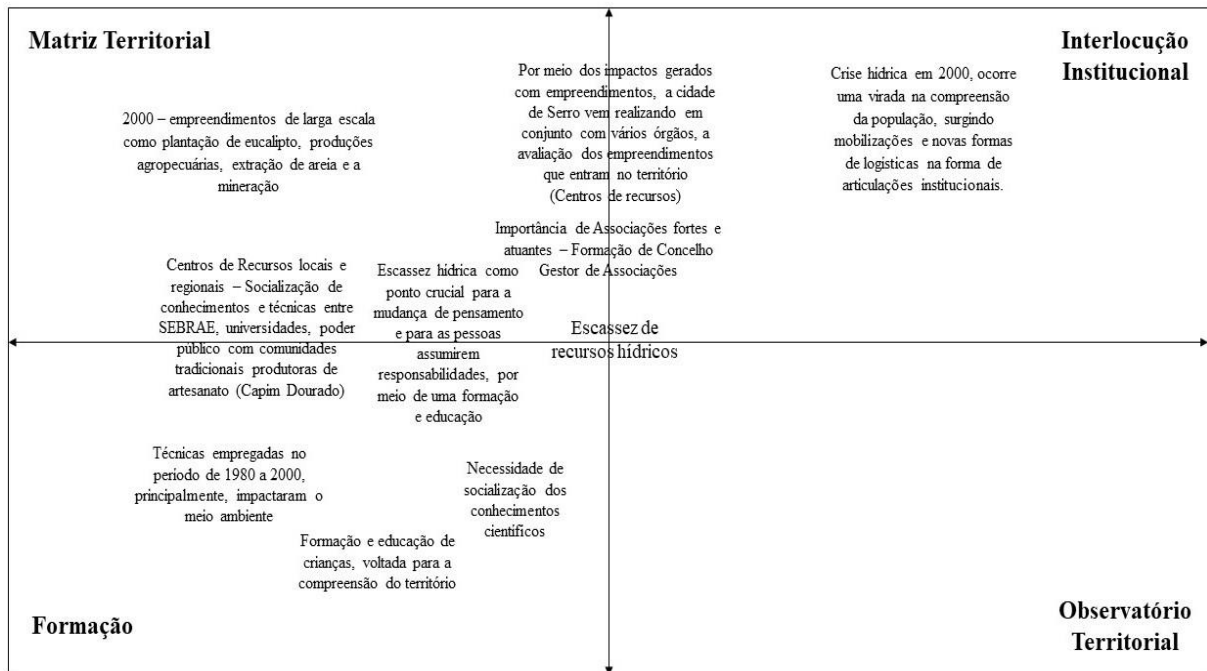 Matriz Territorial
Interlocução
Institucional
2000 – empreendimentos de larga escala
como plantação de eucalipto, produções
agropecuárias, extração de areia e a
mineração
Por meio dos impactos gerados
com empreendimentos, a cidade
de Serro vem realizando em
conjunto com vários órgãos, a
avaliação dos empreendimentos
que entram no território
(Centros de recursos)
Crise hídrica em 2000, ocorre
uma virada na compreensão
da população, surgindo
mobilizações e novas formas
de logísticas na forma de
articulações institucionais.
Importância de Associações fortes e
atuantes – Formação de Concelho
Gestor de Associações
Centros de Recursos locais e
regionais – Socialização de
conhecimentos e técnicas entre
SEBRAE, universidades, poder
público com comunidades
tradicionais produtoras de
artesanato (Capim Dourado)
Escassez hídrica como
ponto crucial para a
mudança de pensamento
e para as pessoas
assumirem
responsabilidades, por
meio de uma formação
e educação
Escassez de
recursos hídricos
Técnicas empregadas no
período de 1980 a 2000,
principalmente, impactaram o
meio ambiente
Necessidade de
socialização dos
conhecimentos
científicos
Formação e educação de
crianças, voltada para a
compreensão do território
Formação
Observatório
Territorial